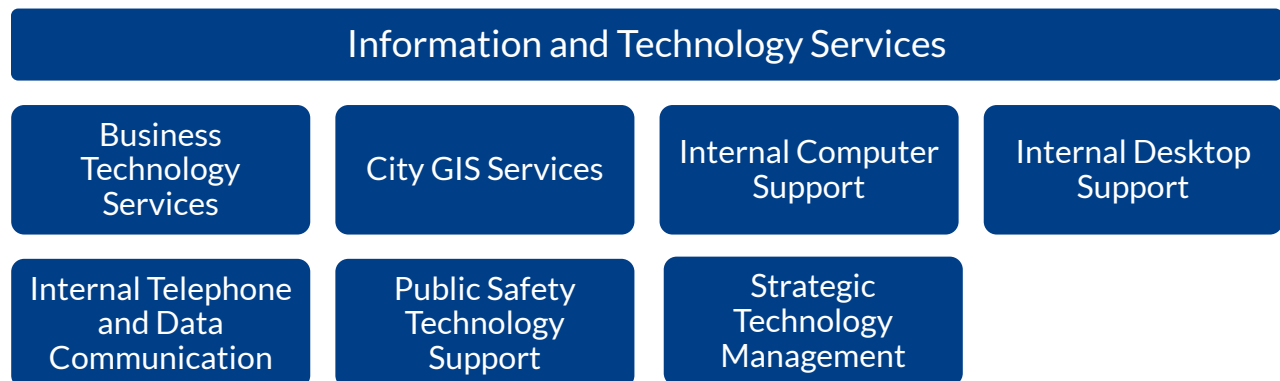 Information and Technology Services
Business
Technology
Services
City GIS Services
Internal Computer
Support
Internal Desktop
Support
Internal Telephone
and Data
Communication
Public Safety
Technology
Support
Strategic
Technology
Management